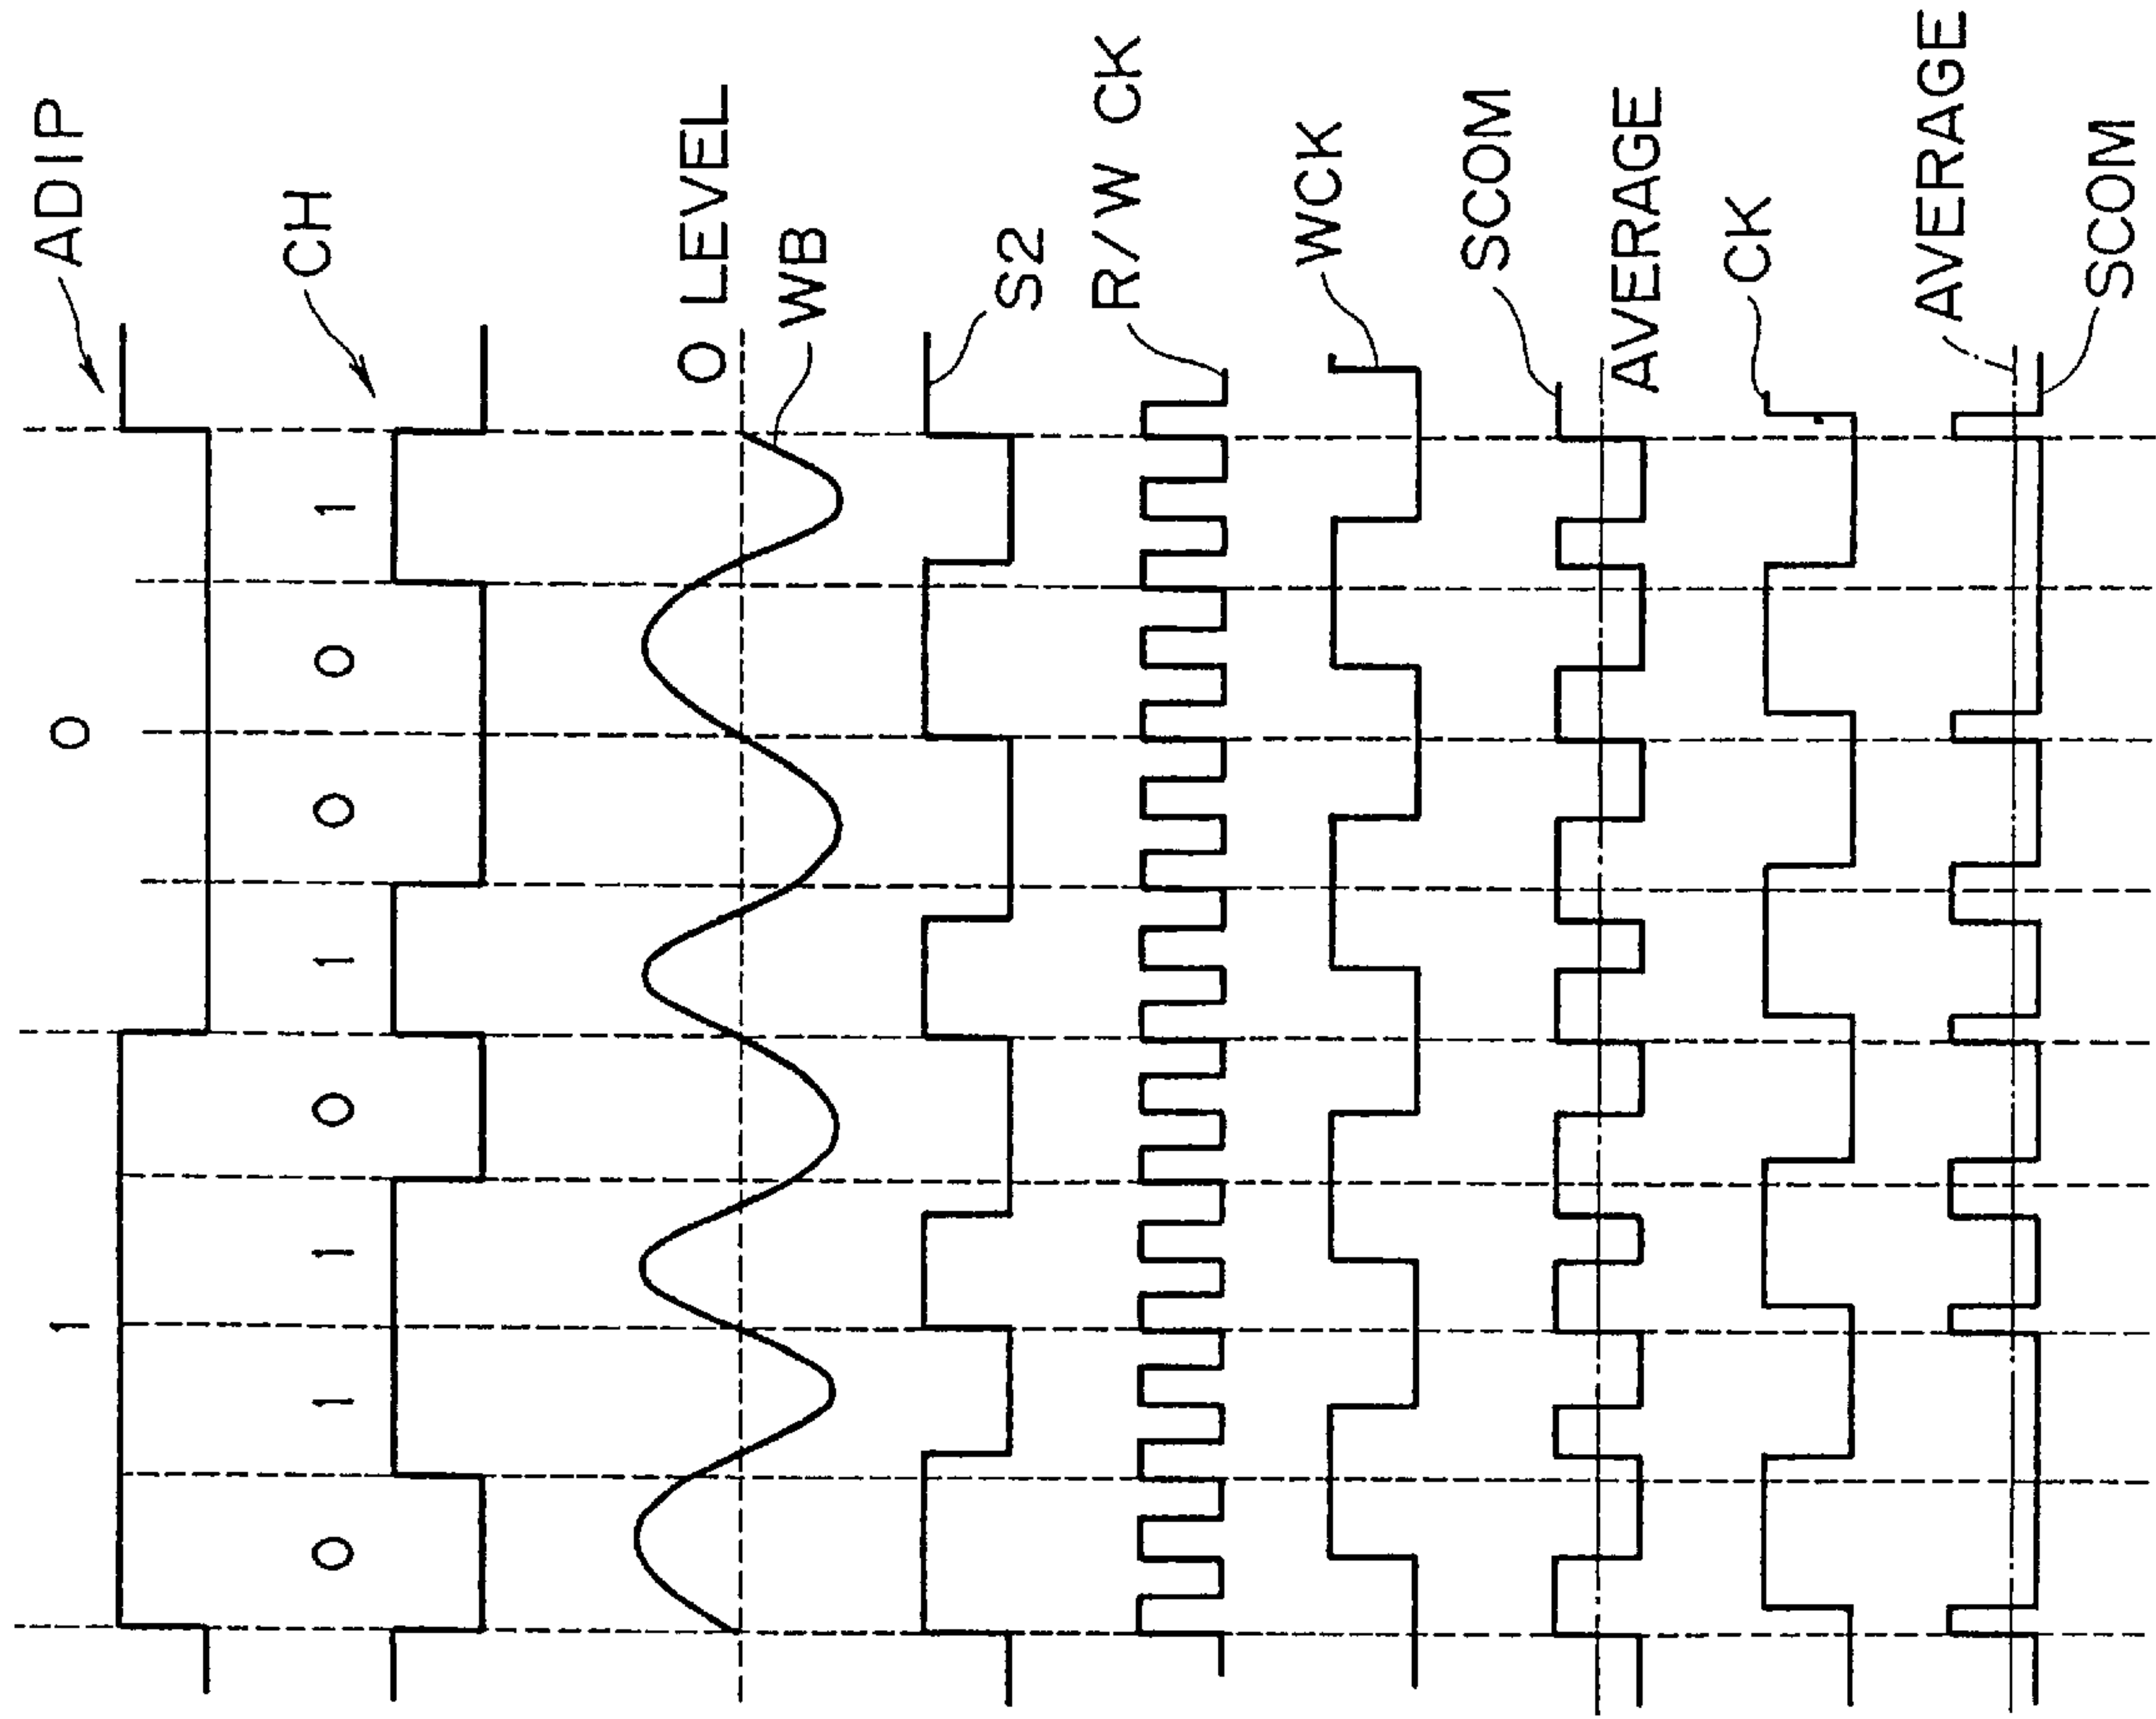 ADIP
1 0
CH
0 1 1 0 1 0 0 1
0 LEVEL
WB
S2
R/W CK
WCK
SCOM
AVERAGE
CK
AVERAGE
SCOM